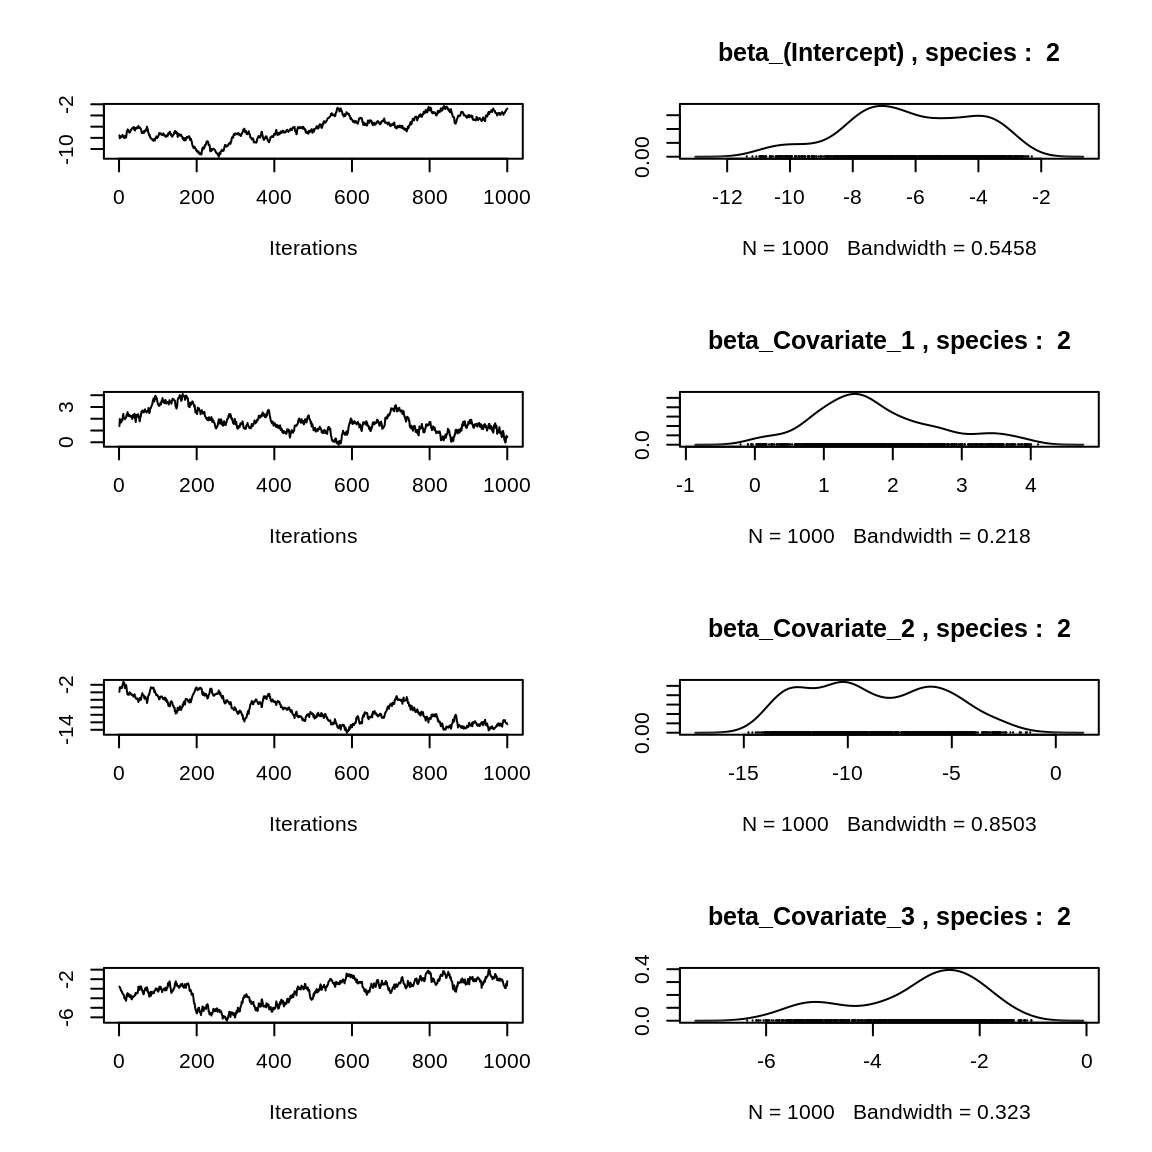 beta_(Intercept) , species :  2
-10 -2
0 200 400 600 800 1000
Iterations
0.00
-12 -10 -8 -6 -4 -2
N = 1000   Bandwidth = 0.5458
beta_Covariate_1 , species :  2
0 3
0 200 400 600 800 1000
Iterations
0.0
-1 0 1 2 3 4
N = 1000   Bandwidth = 0.218
beta_Covariate_2 , species :  2
-14 -2
0 200 400 600 800 1000
Iterations
0.00
-15 -10 -5 0
N = 1000   Bandwidth = 0.8503
beta_Covariate_3 , species :  2
-6 -2
0 200 400 600 800 1000
Iterations
0.0 0.4
-6 -4 -2 0
N = 1000   Bandwidth = 0.323